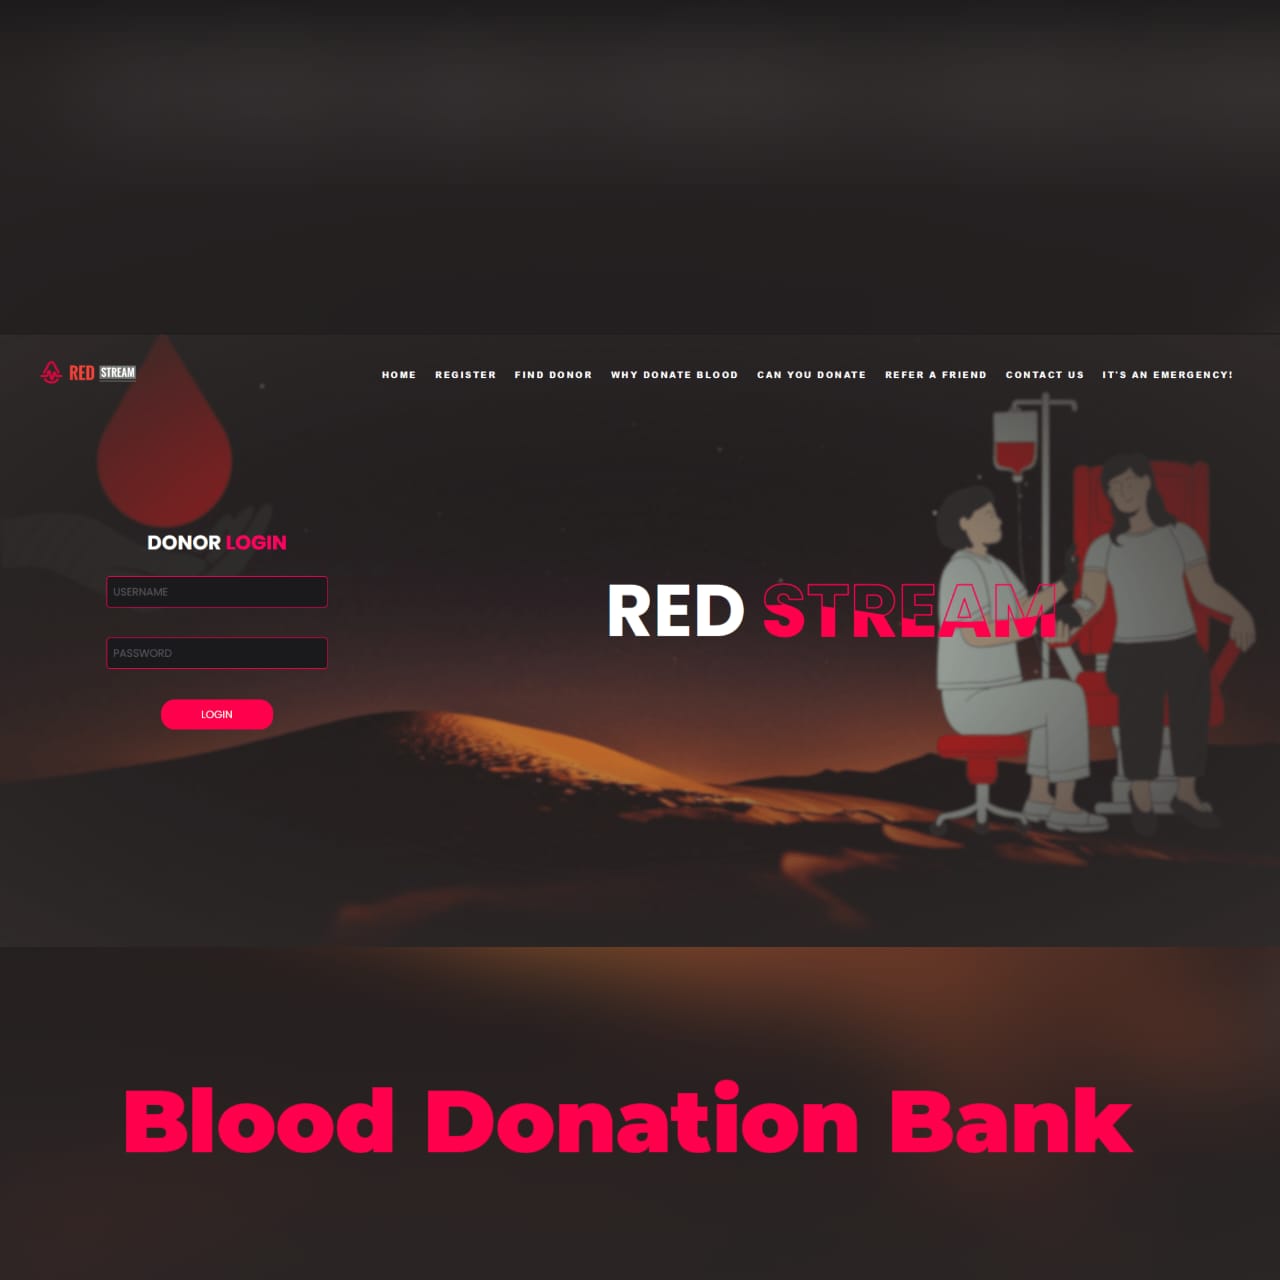 RED STREAM
HOME REGISTER FIND DONOR WHY DONATE BLOOD CAN YOU DONATE REFER A FRIEND CONTACT US IT'S AN EMERGENCY!
DONOR LOGIN
USERNAME
PASSWORD
LOGIN
RED STREAM
Blood Donation Bank